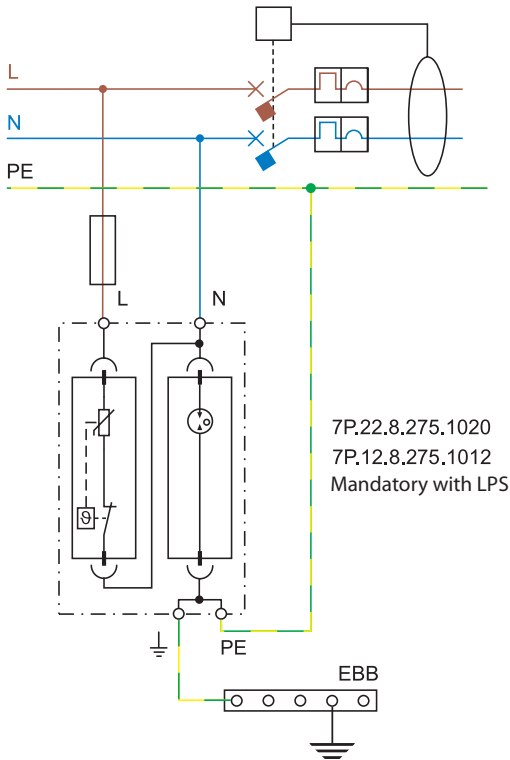 L
N
PE
L N
ϑ
7P.22.8.275.1020
7P.12.8.275.1012
Mandatory with LPS
PE
EBB